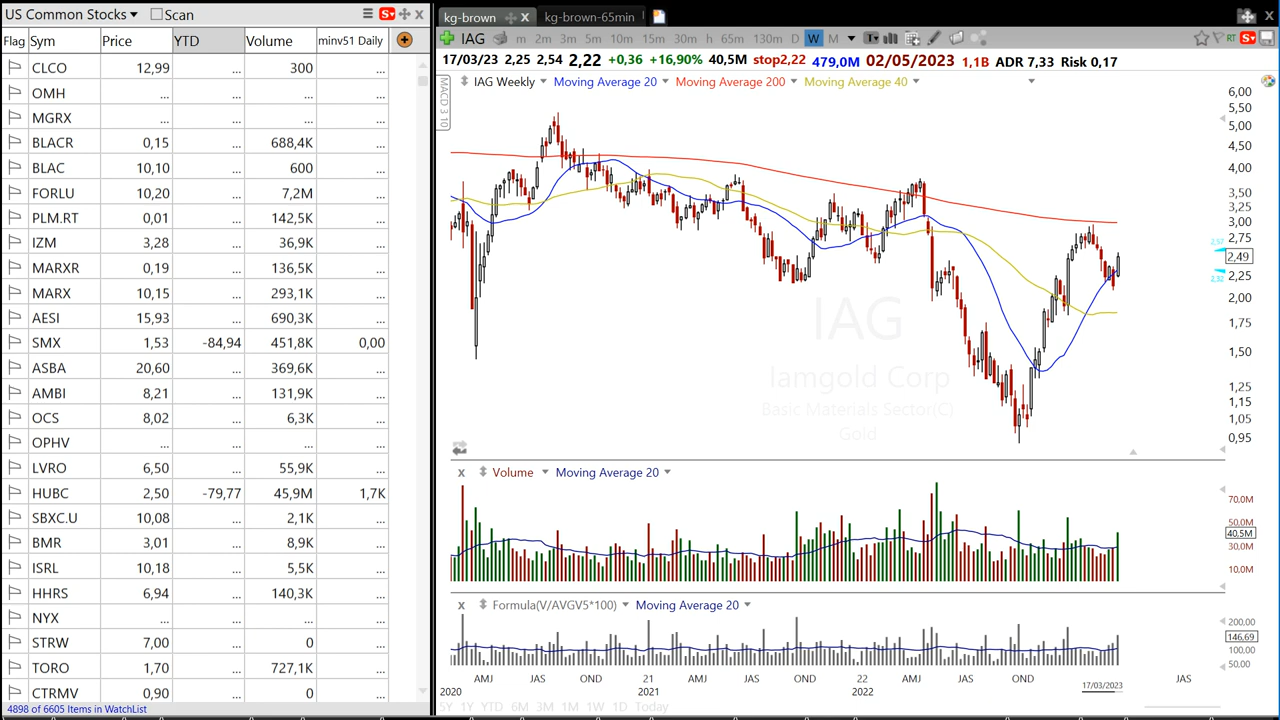 US Common Stocks Scan
Flag Sym Price YTD Volume minv51 Daily
CLCO 12,99 ... 300 ...
OMH ... ... ... ...
MGRX ... ... ... ...
BLACR 0,15 ... 688,4K ...
BLAC 10,10 ... 600 ...
FORLU 10,20 ... 7,2M ...
PLM.RT 0,01 ... 142,5K ...
IZM 3,28 ... 36,9K ...
MARXR 0,19 ... 136,5K ...
MARX 10,15 ... 293,1K ...
AESI 15,93 ... 690,3K ...
SMX 1,53 -84,94 451,8K 0,00
ASBA 20,60 ... 369,6K ...
AMBI 8,21 ... 131,9K ...
OCS 8,02 ... 6,3K ...
OPHV ... ... ... ...
LVRO 6,50 ... 55,9K ...
HUBC 2,50 -79,77 45,9M 1,7K
SBXC.U 10,08 ... 2,1K ...
BMR 3,01 ... 8,9K ...
ISRL 10,18 ... 5,5K ...
HHRS 6,94 ... 140,3K ...
NYX ... ... ... ...
STRW 7,00 ... 0 ...
TORO 1,70 ... 727,1K ...
CTRMV 0,90 ... 0 ...
4898 of 6605 Items in WatchList
kg-brown kg-brown-65min
IAG m 2m 3m 5m 10m 15m 30m h 65m 130m D W M RT
17/03/23 2,25 2,54 2,22 +0,36 +16,90% 40,5M stop2,22 479,0M 02/05/2023 1,1B ADR 7,33 Risk 0,17
MACD 3 10
IAG Weekly Moving Average 20 Moving Average 200 Moving Average 40
6,00
5,50
5,00
4,50
4,00
3,50
3,25
3,00
2,75
2,49
2,25
2,00
1,75
1,50
1,25
1,15
1,05
0,95
IAG
Iamgold Corp
Basic Materials Sector(C)
Gold
x Volume Moving Average 20
70.0M
50.0M
40.5M
30.0M
10.0M
x Formula(V/AVGV5*100) Moving Average 20
200.00
146,69
100.00
50.00
AMJ JAS OND 21 AMJ JAS OND 22 AMJ JAS OND 17/03/2023 JAS
2020 2021 2022
5Y 1Y YTD 6M 3M 1M 1W 1D Today